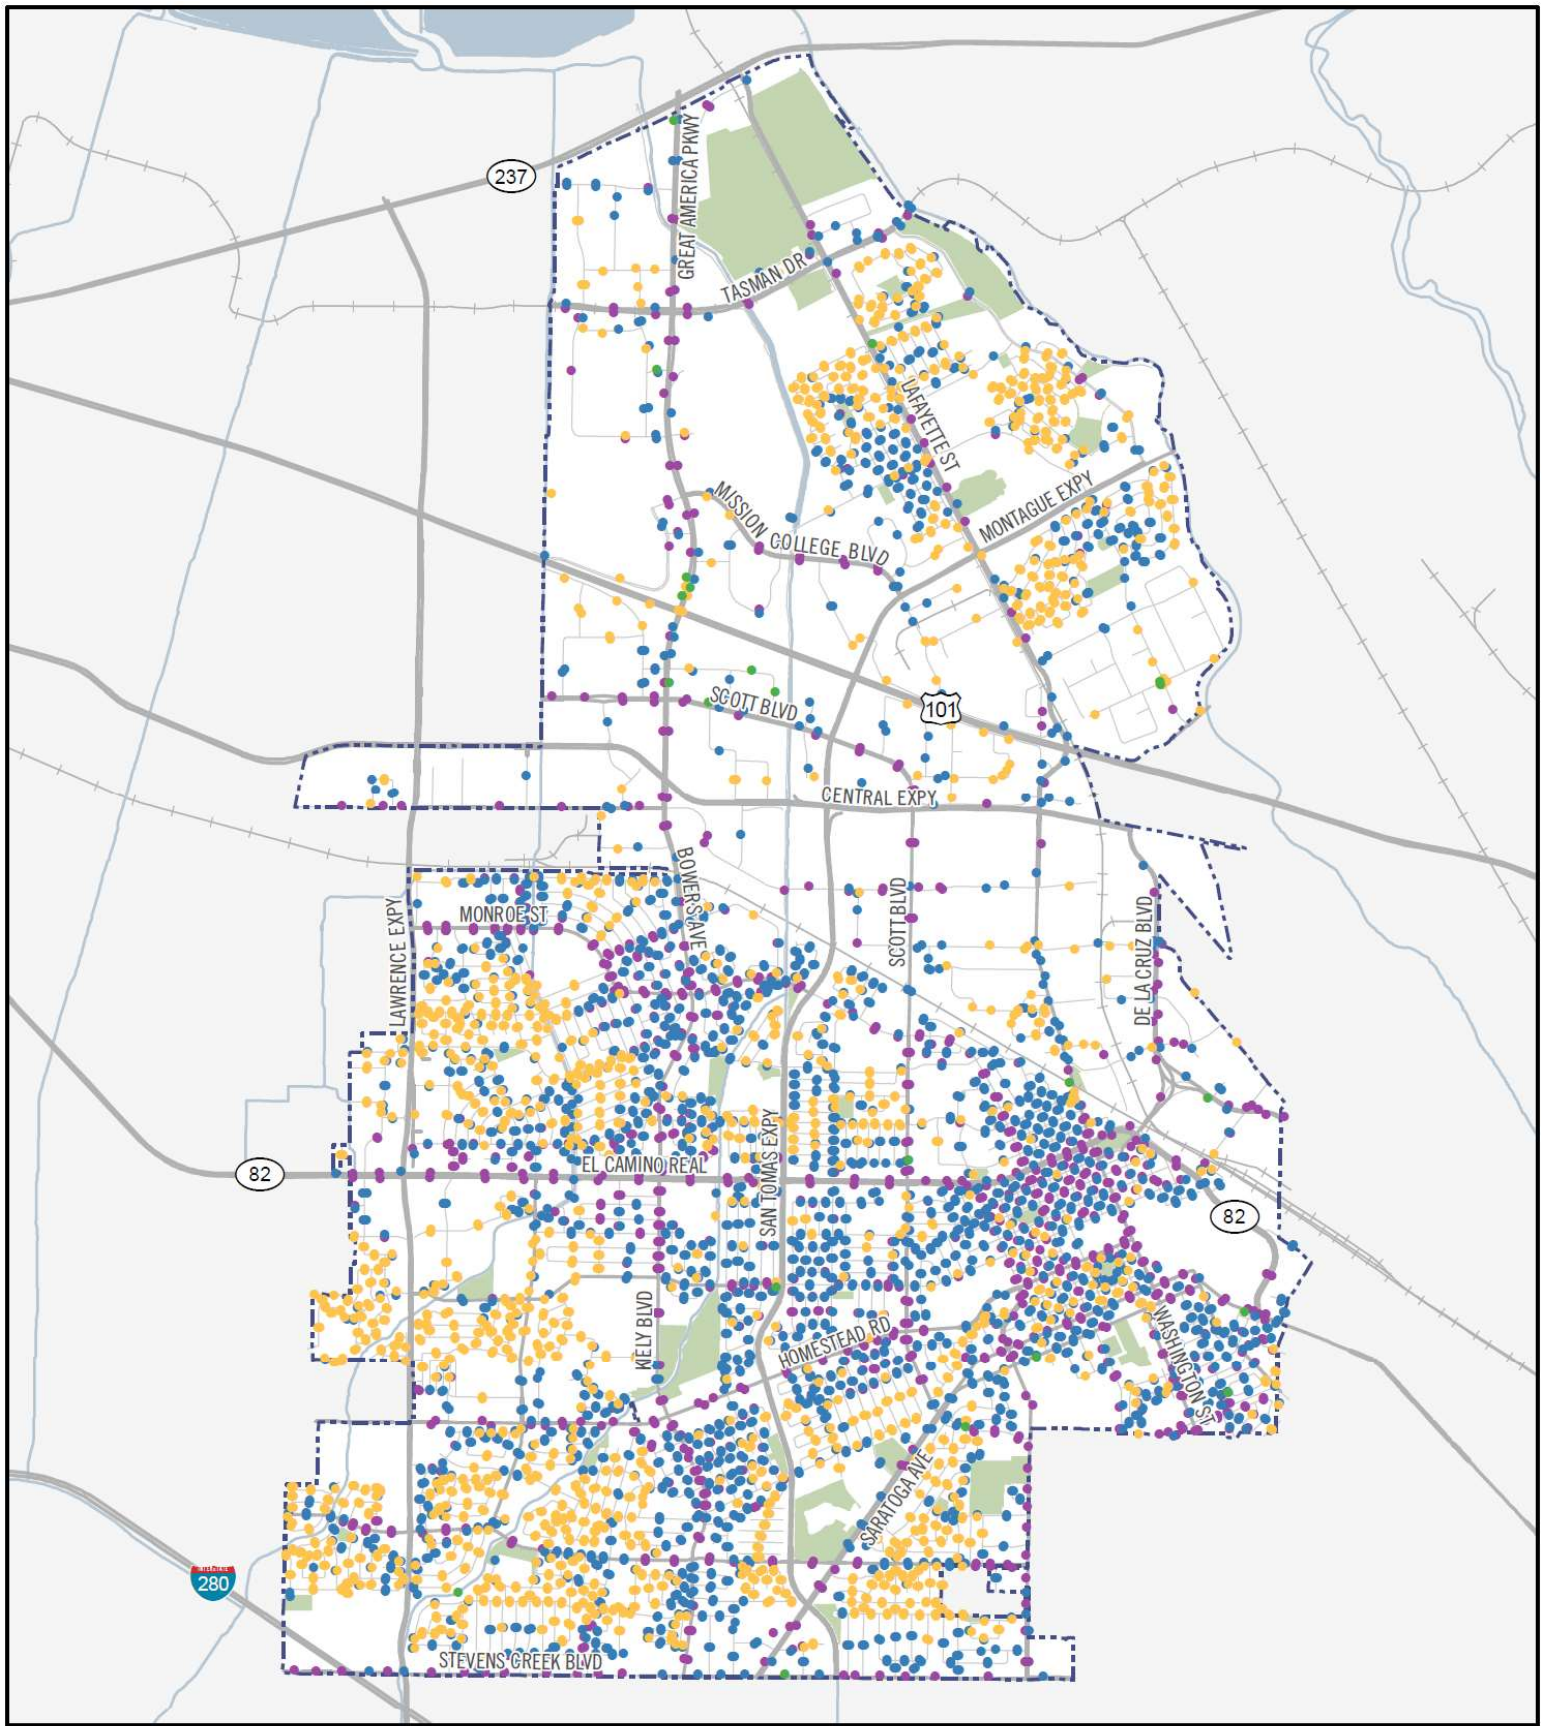 237
GREAT AMERICA PKWY
TASMAN DR
LAFAYETTE ST
MISSION COLLEGE BLVD
MONTAGUE EXPY
SCOTT BLVD
101
CENTRAL EXPY
BOWERS AVE
MONROE ST
LAWRENCE EXPY
SCOTT BLVD
DE LA CRUZ BLVD
SAN TOMAS EXPY
EL CAMINO REAL
82
82
KIELY BLVD
HOMESTEAD RD
WASHINGTON ST
SARATOGA AVE
280
STEVENS CREEK BLVD